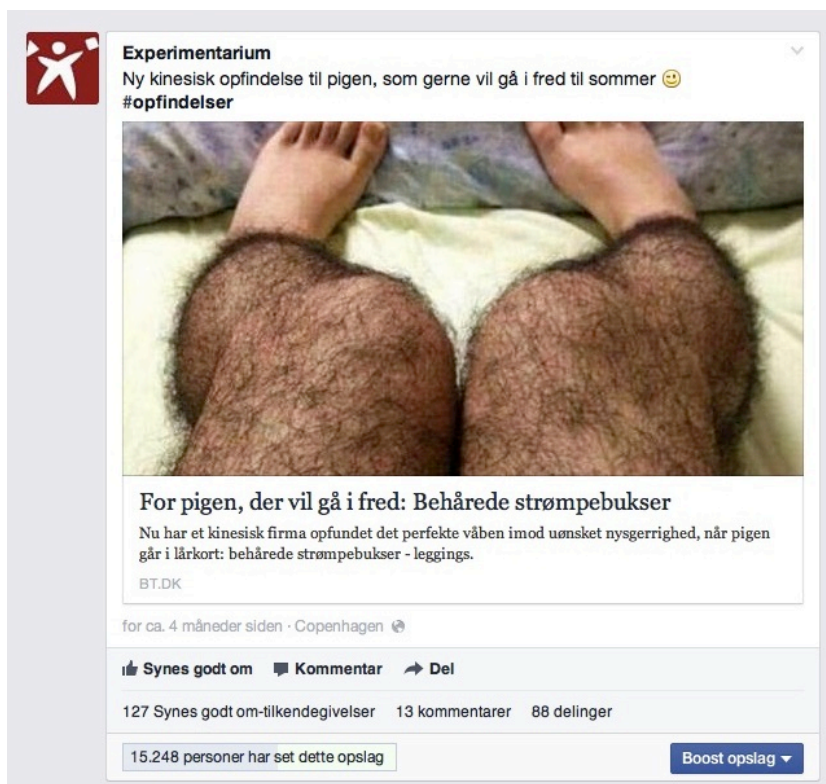 Experimentarium
Ny kinesisk opfindelse til pigen, som gerne vil gå i fred til sommer
#opfindelser
For pigen, der vil gå i fred: Behårede strømpebukser
Nu har et kinesisk firma opfundet det perfekte våben imod uønsket nysgerrighed, når pigen
går i lårkort: behårede strømpebukser - leggings.
BT.DK
for ca. 4 måneder siden · Copenhagen
Synes godt om Kommentar Del
127 Synes godt om-tilkendegivelser 13 kommentarer 88 delinger
15.248 personer har set dette opslag Boost opslag